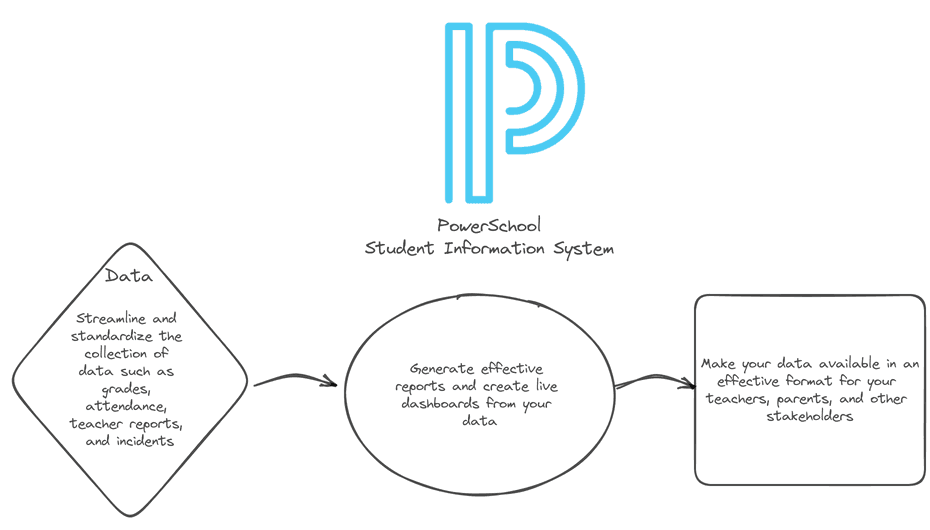 PowerSchool
Student Information System
Data
Streamline and
standardize the
collection of
data such as
grades,
attendance,
teacher reports,
and incidents
Generate effective
reports and create live
dashboards from your
data
Make your data available in an
effective format for your
teachers, parents, and other
stakeholders